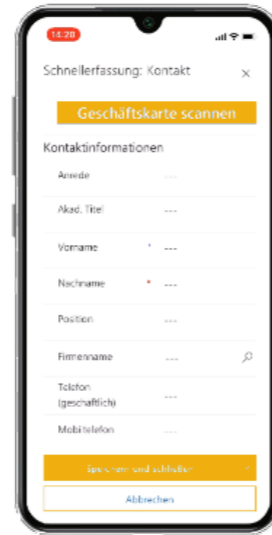 14:20
Schnellerfassung: Kontakt
Geschäftskarte scannen
Kontaktinformationen
Anrede ---
Akad. Titel ---
Vorname * ---
Nachname * ---
Position ---
Firmenname ---
Telefon
(geschäftlich) ---
Mobiltelefon ---
Speichern und schließen
Abbrechen